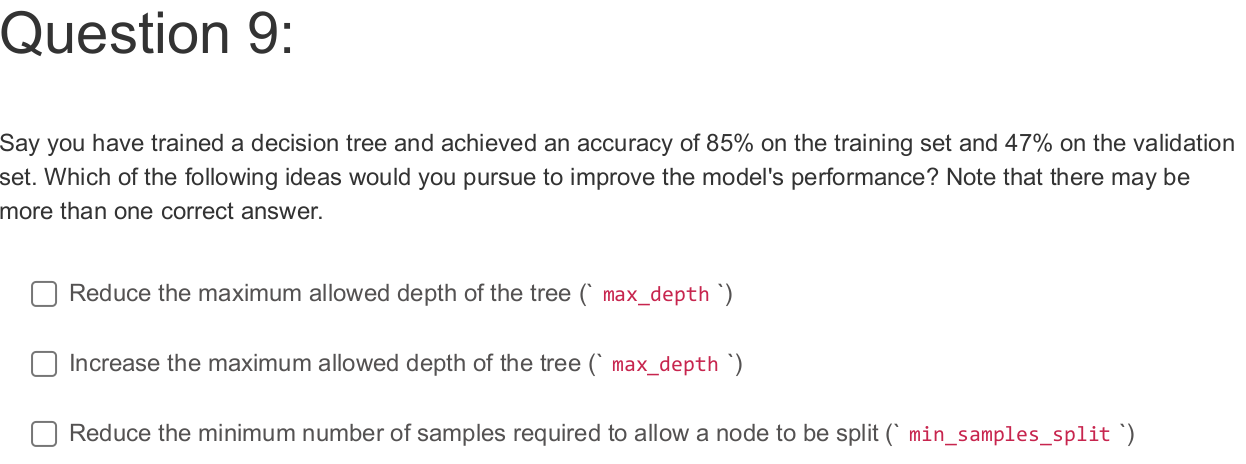 Question 9:
Say you have trained a decision tree and achieved an accuracy of 85% on the training set and 47% on the validation
set. Which of the following ideas would you pursue to improve the model's performance? Note that there may be
more than one correct answer.
Reduce the maximum allowed depth of the tree (` max_depth `)
Increase the maximum allowed depth of the tree (` max_depth `)
Reduce the minimum number of samples required to allow a node to be split (` min_samples_split `)